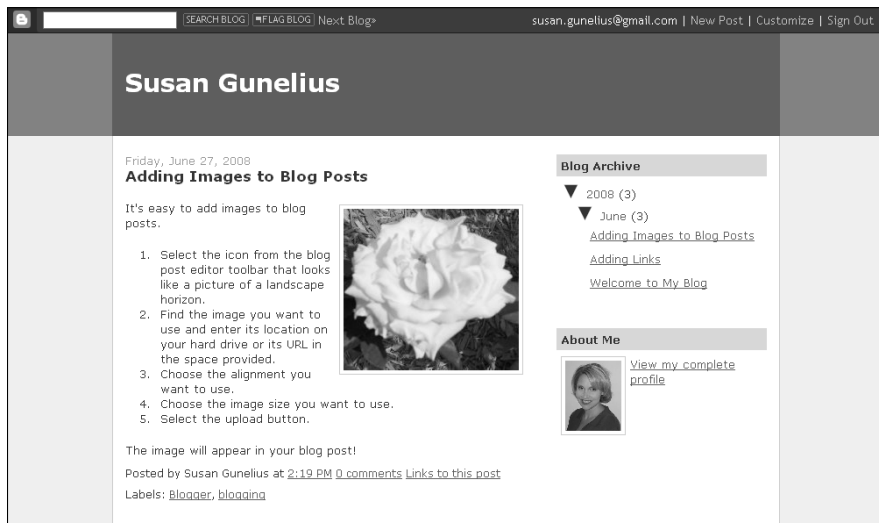 SEARCH BLOG FLAG BLOG Next Blog» susan.gunelius@gmail.com | New Post | Customize | Sign Out
Susan Gunelius
Friday, June 27, 2008
Adding Images to Blog Posts
It's easy to add images to blog
posts.
1. Select the icon from the blog
post editor toolbar that looks
like a picture of a landscape
horizon.
2. Find the image you want to
use and enter its location on
your hard drive or its URL in
the space provided.
3. Choose the alignment you
want to use.
4. Choose the image size you want to use.
5. Select the upload button.
The image will appear in your blog post!
Posted by Susan Gunelius at 2:19 PM 0 comments Links to this post
Labels: Blogger, blogging
Blog Archive
▼ 2008 (3)
▼ June (3)
Adding Images to Blog Posts
Adding Links
Welcome to My Blog
About Me
View my complete
profile